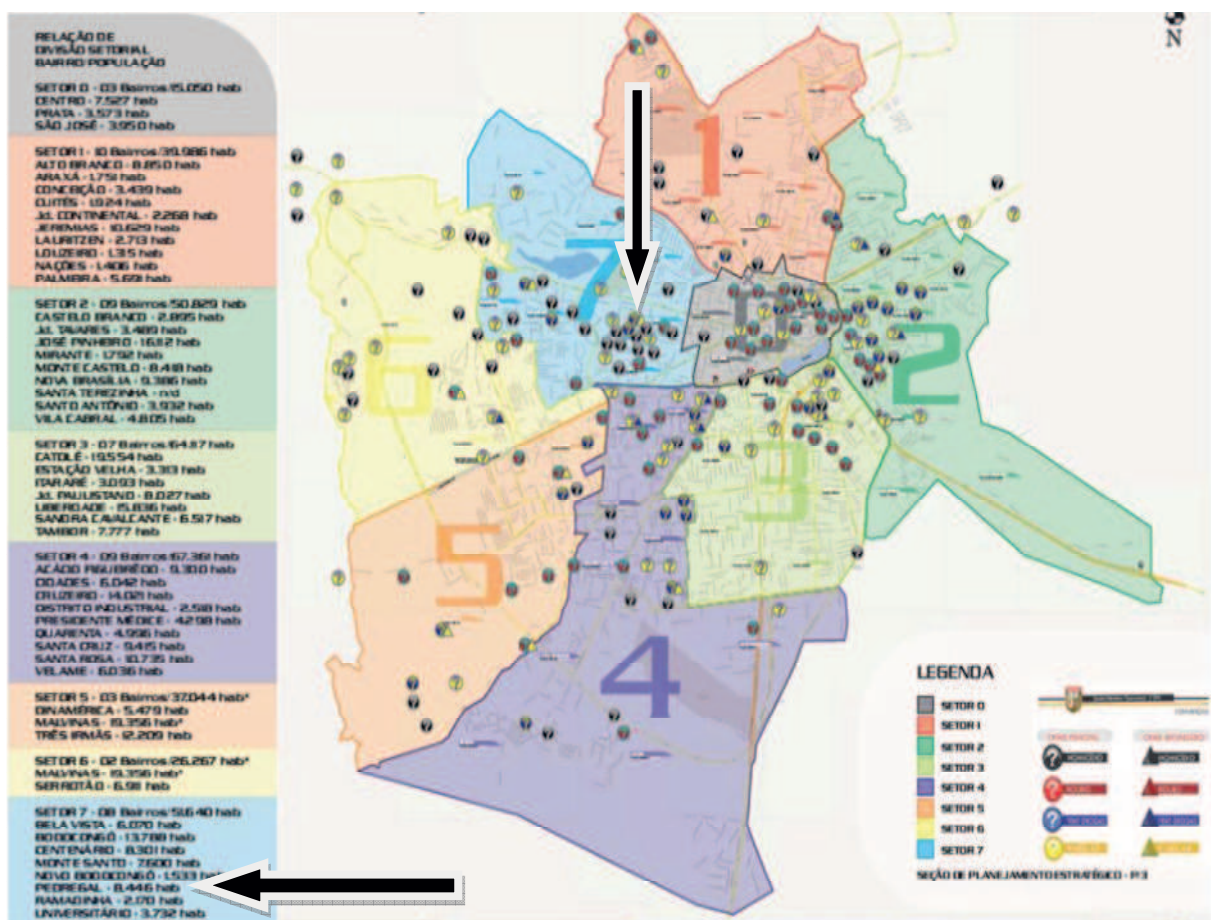 RELAÇÃO DE
DIVISÃO SETORIAL
BAIRRO/POPULAÇÃO
SETOR 0 - 03 Bairros/15.050 hab
CENTRO - 7.527 hab
PRATA - 3.573 hab
SÃO JOSÉ - 3.950 hab
SETOR 1 - 10 Bairros/39.986 hab
ALTO BRANCO - 8.850 hab
ARAXÁ - 1.751 hab
CONCEIÇÃO - 3.439 hab
CUITÉS - 1.924 hab
Jd. CONTINENTAL - 2.268 hab
JEREMIAS - 10.629 hab
LAURITZEN - 2.713 hab
LOUZEIRO - 1.315 hab
NAÇÕES - 1.406 hab
PALMEIRA - 5.691 hab
SETOR 2 - 09 Bairros/50.829 hab
CASTELO BRANCO - 2.895 hab
Jd. TAVARES - 3.489 hab
JOSÉ PINHEIRO - 16.112 hab
MIRANTE - 1.792 hab
MONTE CASTELO - 8.418 hab
NOVA BRASÍLIA - 9.386 hab
SANTA TEREZINHA - n/d
SANTO ANTÔNIO - 3.932 hab
VILA CABRAL - 4.805 hab
SETOR 3 - 07 Bairros/64.117 hab
CATOLÉ - 19.554 hab
ESTAÇÃO VELHA - 3.313 hab
ITARARÉ - 3.093 hab
Jd. PAULISTANO - 8.027 hab
LIBERDADE - 15.836 hab
SANDRA CAVALCANTE - 6.517 hab
TAMBOR - 7.777 hab
SETOR 4 - 09 Bairros/67.361 hab
ACÁCIO FIGUEIRÊDO - 9.300 hab
CIDADES - 6.042 hab
CRUZEIRO - 14.021 hab
DISTRITO INDUSTRIAL - 2.518 hab
PRESIDENTE MÉDICE - 4.298 hab
QUARENTA - 4.996 hab
SANTA CRUZ - 9.415 hab
SANTA ROSA - 10.735 hab
VELAME - 6.036 hab
SETOR 5 - 03 Bairros/37.044 hab*
DINAMÉRICA - 5.479 hab
MALVINAS - 19.356 hab*
TRÊS IRMÃS - 12.209 hab
SETOR 6 - 02 Bairros/26.267 hab*
MALVINAS - 19.356 hab*
SERROTÃO - 6.911 hab
SETOR 7 - 08 Bairros/51.640 hab
BELA VISTA - 6.070 hab
BODOCONGÓ - 13.788 hab
CENTENÁRIO - 8.301 hab
MONTE SANTO - 7.600 hab
NOVO BODOCONGÓ - 1.533 hab
PEDREGAL - 8.446 hab
RAMADINHA - 2.170 hab
UNIVERSITÁRIO - 3.732 hab
N
1
7
0
2
6
3
5
4
LEGENDA
SETOR 0
SETOR 1
SETOR 2
SETOR 3
SETOR 4
SETOR 5
SETOR 6
SETOR 7
HOMICÍDIO
HOMICÍDIO
ROUBO
ROUBO
SEÇÃO DE PLANEJAMENTO ESTRATÉGICO - P/3